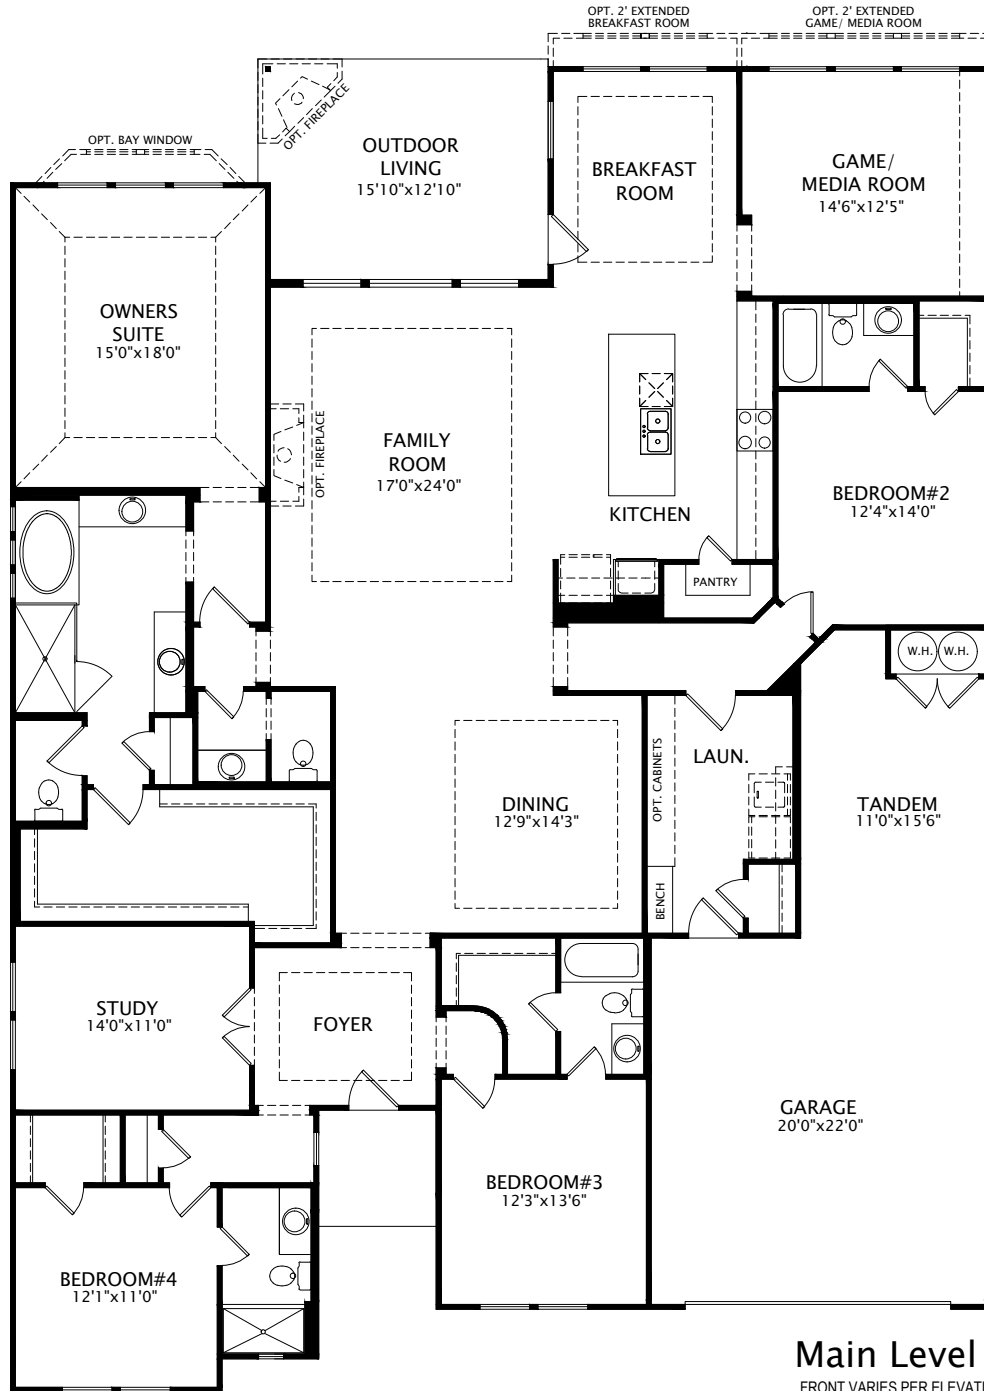 OPT. 2' EXTENDED
BREAKFAST ROOM
OPT. 2' EXTENDED
GAME/ MEDIA ROOM
OPT. FIREPLACE
OPT. BAY WINDOW
OUTDOOR
LIVING
15'10"x12'10"
BREAKFAST
ROOM
GAME/
MEDIA ROOM
14'6"x12'5"
OWNERS
SUITE
15'0"x18'0"
OPT. FIREPLACE
FAMILY
ROOM
17'0"x24'0"
KITCHEN
BEDROOM#2
12'4"x14'0"
PANTRY
W.H.
W.H.
OPT. CABINETS
LAUN.
DINING
12'9"x14'3"
TANDEM
11'0"x15'6"
BENCH
STUDY
14'0"x11'0"
FOYER
GARAGE
20'0"x22'0"
BEDROOM#3
12'3"x13'6"
BEDROOM#4
12'1"x11'0"
Main Level
FRONT VARIES PER